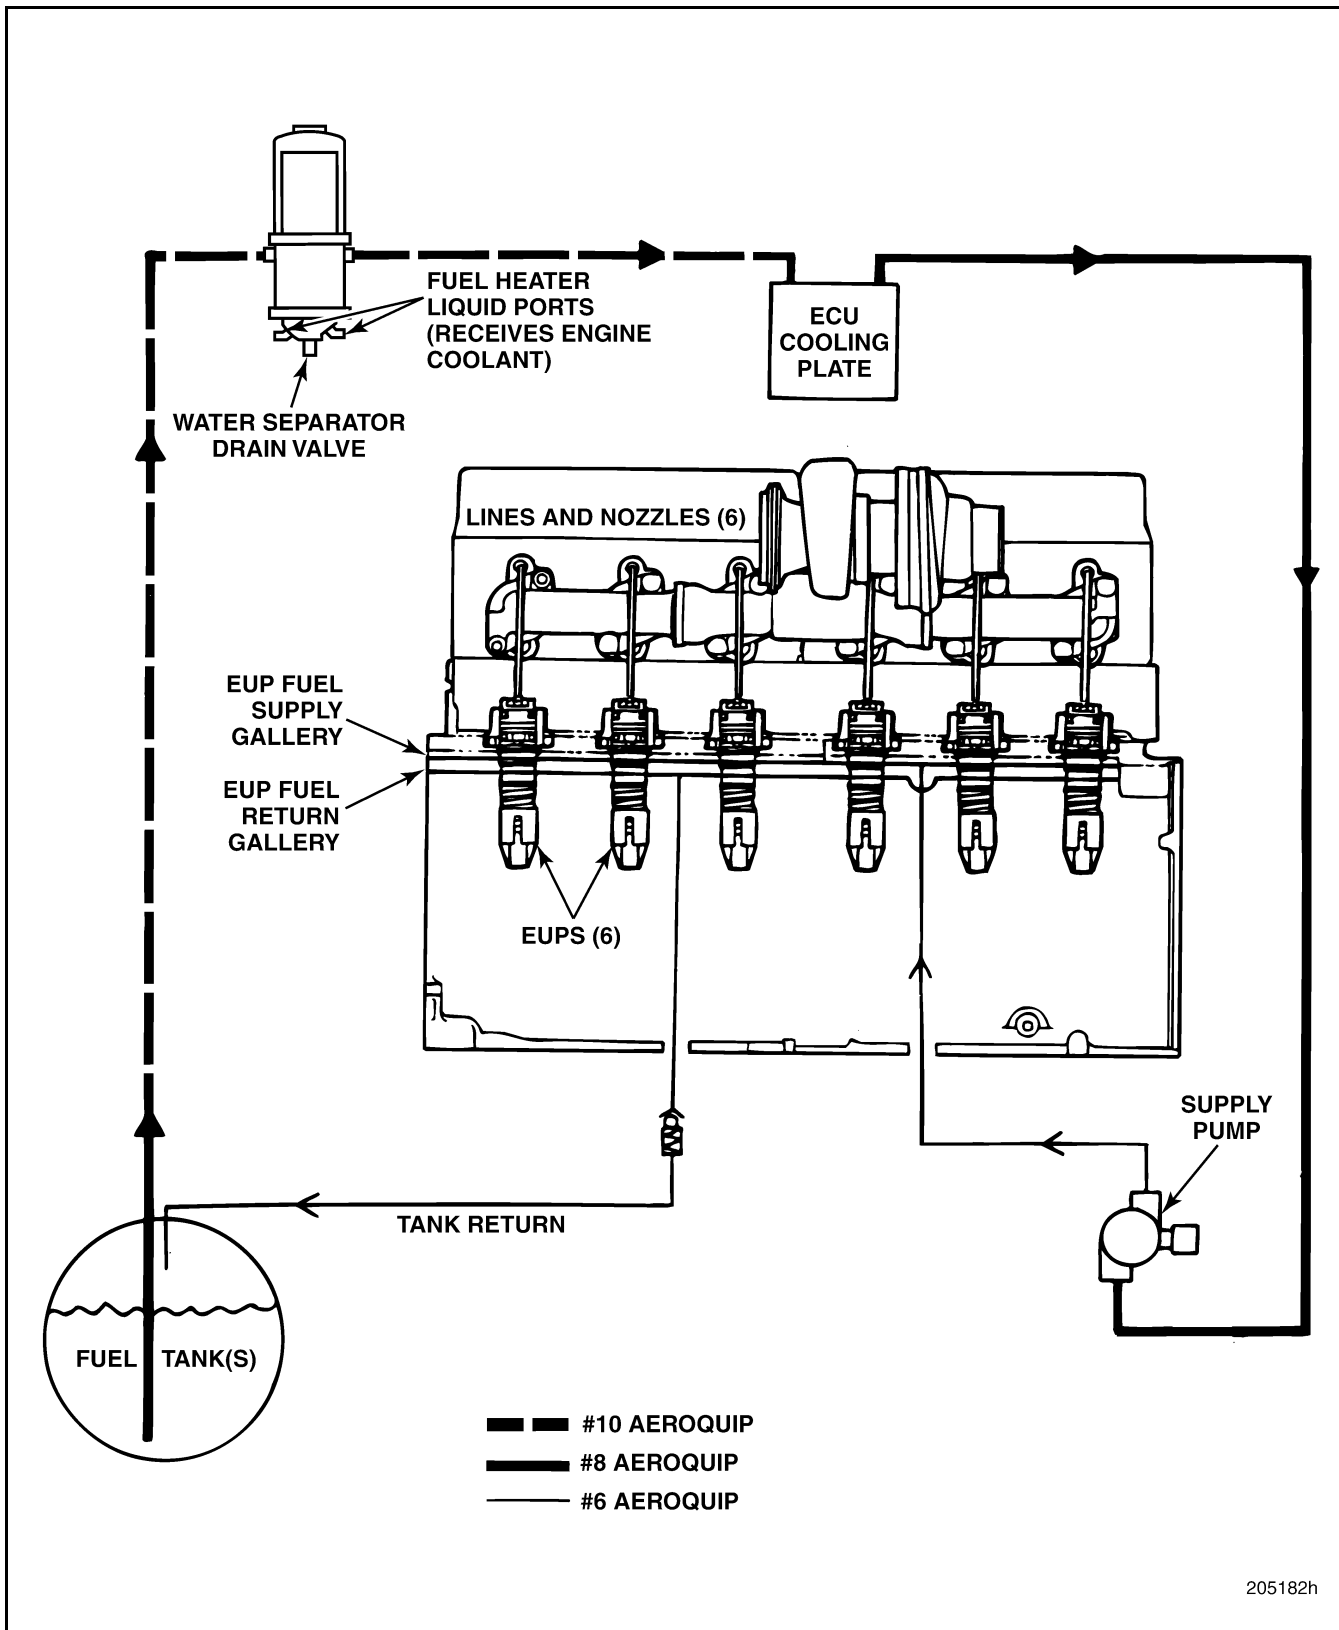 FUEL HEATER
LIQUID PORTS
(RECEIVES ENGINE
COOLANT)
ECU
COOLING
PLATE
WATER SEPARATOR
DRAIN VALVE
LINES AND NOZZLES (6)
EUP FUEL
SUPPLY
GALLERY
EUP FUEL
RETURN
GALLERY
EUPS (6)
SUPPLY
PUMP
TANK RETURN
FUEL TANK(S)
#10 AEROQUIP
#8 AEROQUIP
#6 AEROQUIP
205182h